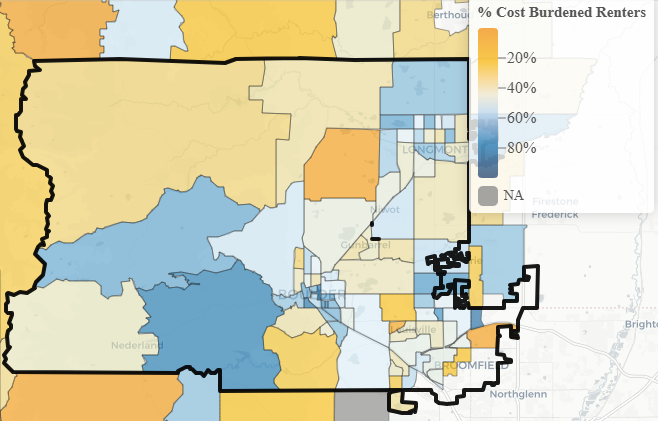 % Cost Burdened Renters
20%
40%
60%
80%
NA
Berthoud
LONGMONT
Niwot
Firestone
Frederick
Gunbarrel
BOULDER
Louisville
Nederland
BROOMFIELD
Northglenn
Brighto